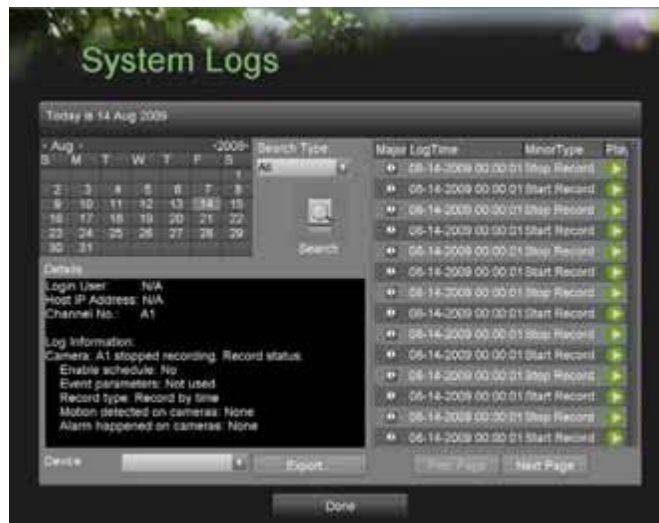 System Logs
Today is 14 Aug 2009
Aug 2009
S M T W T F S
1
2 3 4 5 6 7 8
9 10 11 12 13 14 15
16 17 18 19 20 21 22
23 24 25 26 27 28 29
30 31
Search Type
All
Search
Major LogTime MinorType Play
08-14-2009 00:00:01 Stop Record
08-14-2009 00:00:01 Start Record
08-14-2009 00:00:01 Stop Record
08-14-2009 00:00:01 Start Record
08-14-2009 00:00:01 Stop Record
08-14-2009 00:00:01 Start Record
08-14-2009 00:00:01 Stop Record
08-14-2009 00:00:01 Start Record
08-14-2009 00:00:01 Stop Record
08-14-2009 00:00:01 Start Record
08-14-2009 00:00:01 Stop Record
08-14-2009 00:00:01 Start Record
08-14-2009 00:00:01 Stop Record
08-14-2009 00:00:01 Start Record
Details
Login User: N/A
Host IP Address: N/A
Channel No.: A1
Log Information:
Camera: A1 stopped recording. Record status:
Enable schedule: No
Event parameters: Not used
Record type: Record by time
Motion detected on cameras: None
Alarm happened on cameras: None
Device
Export
Prev Page
Next Page
Done